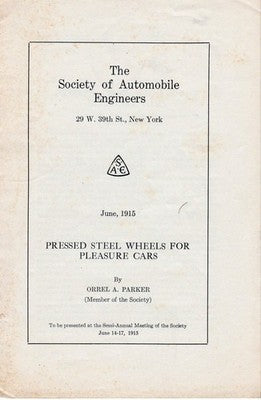 The
Society of Automobile
Engineers
29 W. 39th St., New York
S
A E
June, 1915
PRESSED STEEL WHEELS FOR
PLEASURE CARS
By
ORREL A. PARKER
(Member of the Society)
To be presented at the Semi-Annual Meeting of the Society
June 14-17, 1915